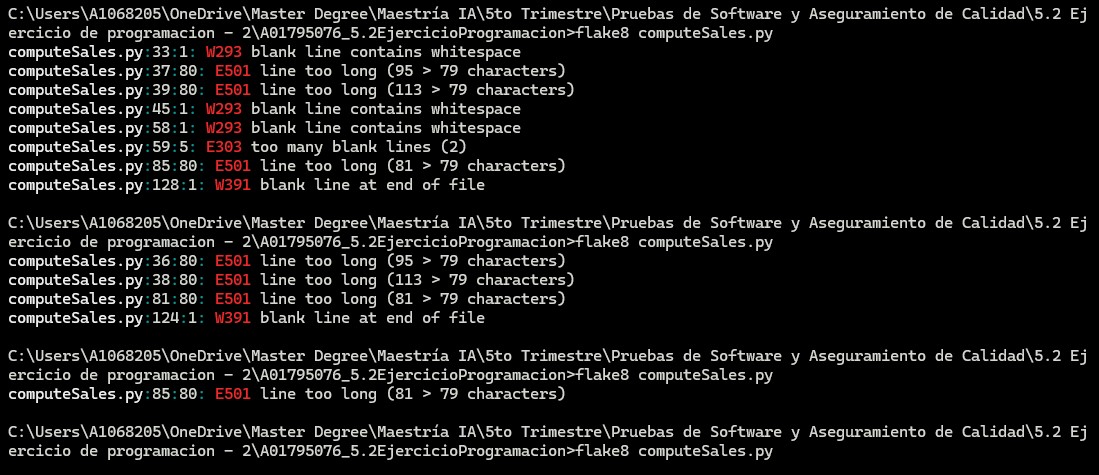 C:\Users\A1068205\OneDrive\Master Degree\Maestría IA\5to Trimestre\Pruebas de Software y Aseguramiento de Calidad\5.2 Ej
ercicio de programacion - 2\A01795076_5.2EjercicioProgramacion>flake8 computeSales.py
computeSales.py:33:1: W293 blank line contains whitespace
computeSales.py:37:80: E501 line too long (95 > 79 characters)
computeSales.py:39:80: E501 line too long (113 > 79 characters)
computeSales.py:45:1: W293 blank line contains whitespace
computeSales.py:58:1: W293 blank line contains whitespace
computeSales.py:59:5: E303 too many blank lines (2)
computeSales.py:85:80: E501 line too long (81 > 79 characters)
computeSales.py:128:1: W391 blank line at end of file
C:\Users\A1068205\OneDrive\Master Degree\Maestría IA\5to Trimestre\Pruebas de Software y Aseguramiento de Calidad\5.2 Ej
ercicio de programacion - 2\A01795076_5.2EjercicioProgramacion>flake8 computeSales.py
computeSales.py:36:80: E501 line too long (95 > 79 characters)
computeSales.py:38:80: E501 line too long (113 > 79 characters)
computeSales.py:81:80: E501 line too long (81 > 79 characters)
computeSales.py:124:1: W391 blank line at end of file
C:\Users\A1068205\OneDrive\Master Degree\Maestría IA\5to Trimestre\Pruebas de Software y Aseguramiento de Calidad\5.2 Ej
ercicio de programacion - 2\A01795076_5.2EjercicioProgramacion>flake8 computeSales.py
computeSales.py:85:80: E501 line too long (81 > 79 characters)
C:\Users\A1068205\OneDrive\Master Degree\Maestría IA\5to Trimestre\Pruebas de Software y Aseguramiento de Calidad\5.2 Ej
ercicio de programacion - 2\A01795076_5.2EjercicioProgramacion>flake8 computeSales.py